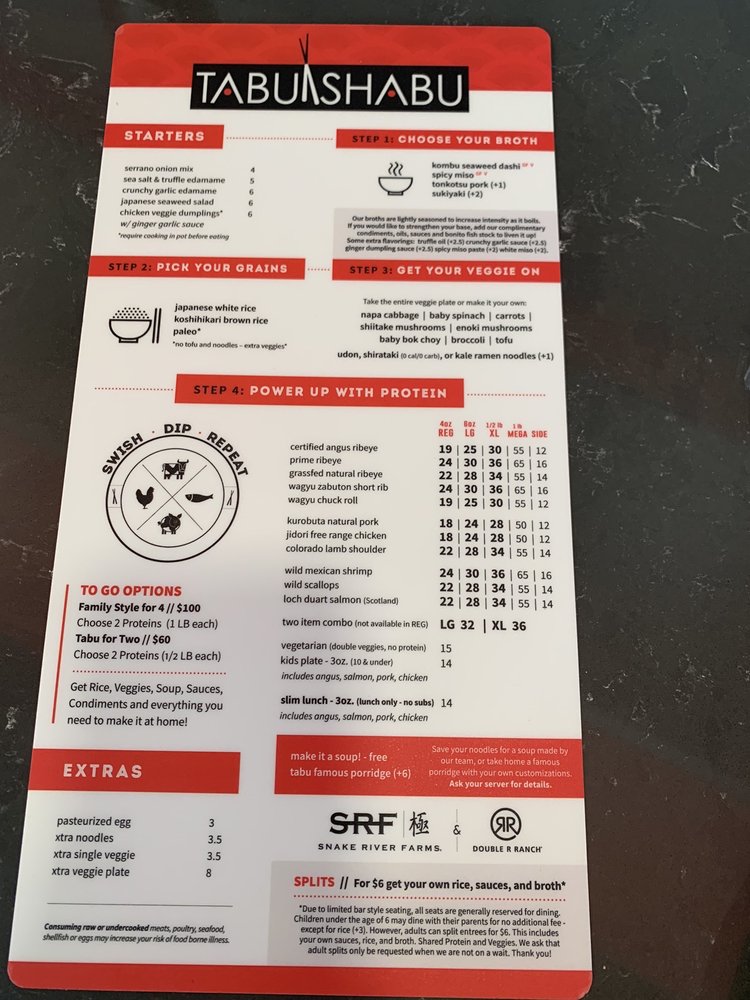 TABUSHABU
STARTERS
serrano onion mix 4
sea salt & truffle edamame 5
crunchy garlic edamame 6
japanese seaweed salad 6
chicken veggie dumplings* 6
w/ ginger garlic sauce
*require cooking in pot before eating
STEP 1: CHOOSE YOUR BROTH
kombu seaweed dashi GF V
spicy miso GF V
tonkotsu pork (+1)
sukiyaki (+2)
Our broths are lightly seasoned to increase intensity as it boils.
If you would like to strengthen your base, add our complimentary
condiments, oils, sauces and bonito fish stock to liven it up!
Some extra flavorings: truffle oil (+2.5) crunchy garlic sauce (+2.5)
ginger dumpling sauce (+2.5) spicy miso paste (+2) white miso (+2).
STEP 2: PICK YOUR GRAINS
japanese white rice
koshihikari brown rice
paleo*
*no tofu and noodles – extra veggies*
STEP 3: GET YOUR VEGGIE ON
Take the entire veggie plate or make it your own:
napa cabbage | baby spinach | carrots |
shiitake mushrooms | enoki mushrooms
baby bok choy | broccoli | tofu
udon, shirataki (0 cal/0 carb), or kale ramen noodles (+1)
STEP 4: POWER UP WITH PROTEIN
SWISH · DIP · REPEAT
4oz 6oz 1/2 lb 1 lb
REG LG XL MEGA SIDE
certified angus ribeye 19 | 25 | 30 | 55 | 12
prime ribeye 24 | 30 | 36 | 65 | 16
grassfed natural ribeye 22 | 28 | 34 | 55 | 14
wagyu zabuton short rib 24 | 30 | 36 | 65 | 16
wagyu chuck roll 19 | 25 | 30 | 55 | 12
kurobuta natural pork 18 | 24 | 28 | 50 | 12
jidori free range chicken 18 | 24 | 28 | 50 | 12
colorado lamb shoulder 22 | 28 | 34 | 55 | 14
wild mexican shrimp 24 | 30 | 36 | 65 | 16
wild scallops 22 | 28 | 34 | 55 | 14
loch duart salmon (Scotland) 22 | 28 | 34 | 55 | 14
two item combo (not available in REG) LG 32 | XL 36
vegetarian (double veggies, no protein) 15
kids plate - 3oz. (10 & under) 14
includes angus, salmon, pork, chicken
slim lunch - 3oz. (lunch only - no subs) 14
includes angus, salmon, pork, chicken
TO GO OPTIONS
Family Style for 4 // $100
Choose 2 Proteins (1 LB each)
Tabu for Two // $60
Choose 2 Proteins (1/2 LB each)
Get Rice, Veggies, Soup, Sauces,
Condiments and everything you
need to make it at home!
make it a soup! - free
tabu famous porridge (+6)
Save your noodles for a soup made by
our team, or take home a famous
porridge with your own customizations.
Ask your server for details.
EXTRAS
pasteurized egg 3
xtra noodles 3.5
xtra single veggie 3.5
xtra veggie plate 8
Consuming raw or undercooked meats, poultry, seafood,
shellfish or eggs may increase your risk of food borne illness.
SRF | 極 & RR
SNAKE RIVER FARMS. DOUBLE R RANCH
SPLITS // For $6 get your own rice, sauces, and broth*
*Due to limited bar style seating, all seats are generally reserved for dining.
Children under the age of 6 may dine with their parents for no additional fee -
except for rice (+3). However, adults can split entrees for $6. This includes
your own sauces, rice, and broth. Shared Protein and Veggies. We ask that
adult splits only be requested when we are not on a wait. Thank you!